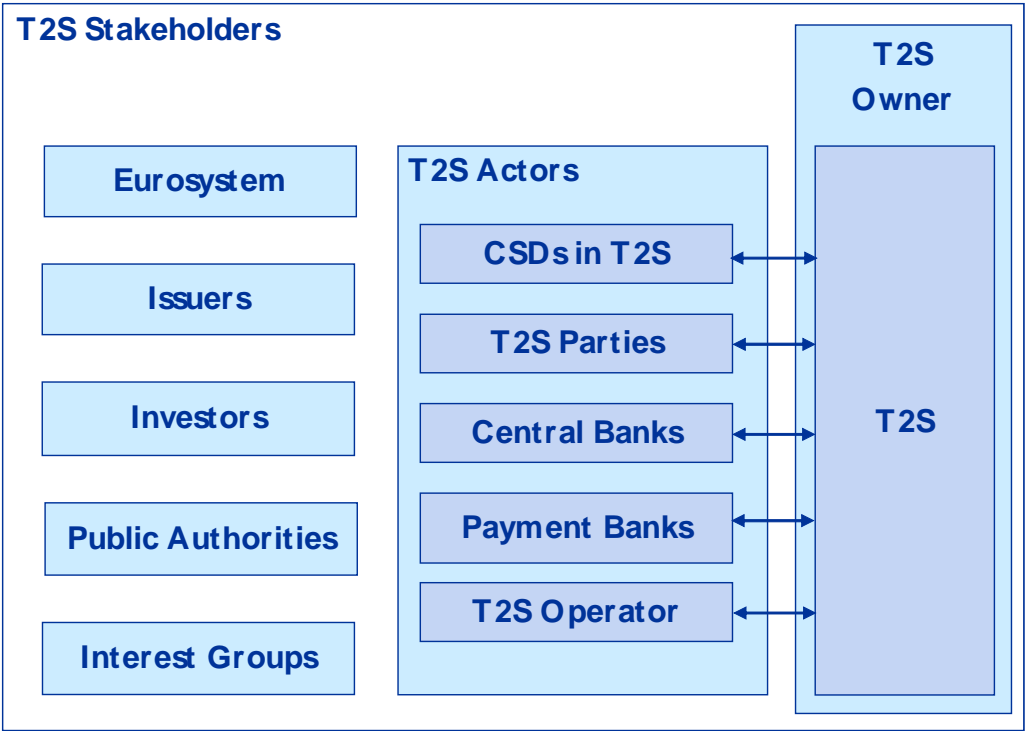 T2S Stakeholders
T2S
Owner
Eurosystem
Issuers
Investors
Public Authorities
Interest Groups
T2S Actors
CSDs in T2S
T2S Parties
Central Banks
Payment Banks
T2S Operator
T2S